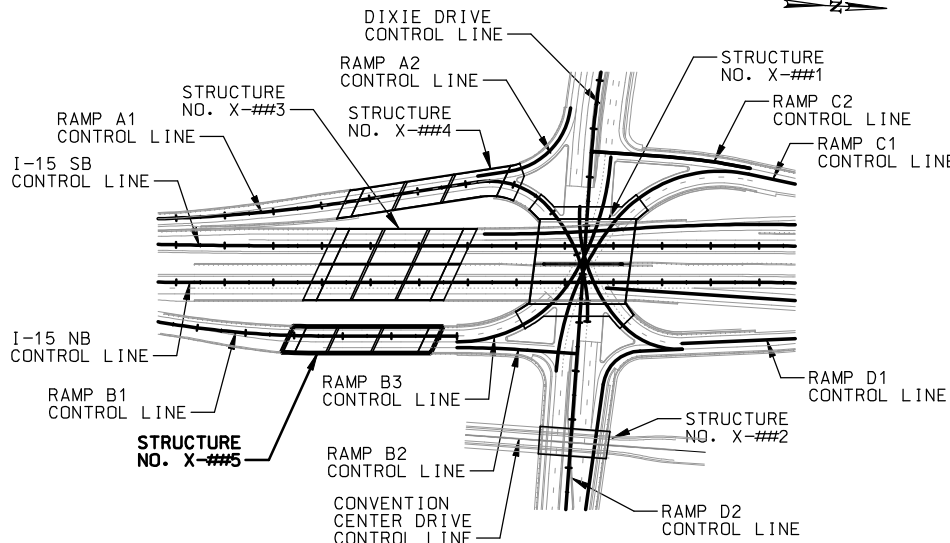 DIXIE DRIVE
CONTROL LINE
N
RAMP A2
CONTROL LINE
STRUCTURE
NO. X-##1
STRUCTURE
NO. X-##3
STRUCTURE
NO. X-##4
RAMP C2
CONTROL LINE
RAMP A1
CONTROL LINE
RAMP C1
CONTROL LINE
I-15 SB
CONTROL LINE
I-15 NB
CONTROL LINE
RAMP B1
CONTROL LINE
RAMP B3
CONTROL LINE
RAMP D1
CONTROL LINE
STRUCTURE
NO. X-##5
STRUCTURE
NO. X-##2
RAMP B2
CONTROL LINE
CONVENTION
CENTER DRIVE
CONTROL LINE
RAMP D2
CONTROL LINE